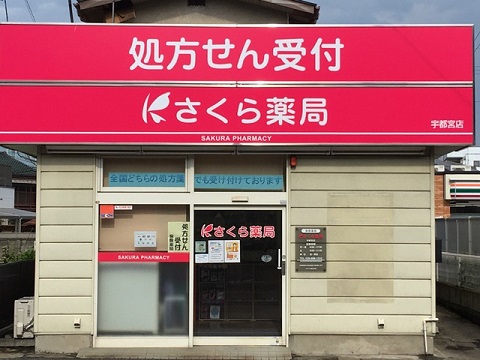 処方せん受付
さくら薬局
宇都宮店
SAKURA PHARMACY
全国どちらの処方箋
でも受け付けております
処方せん
受付
さくら薬局
SAKURA PHARMACY